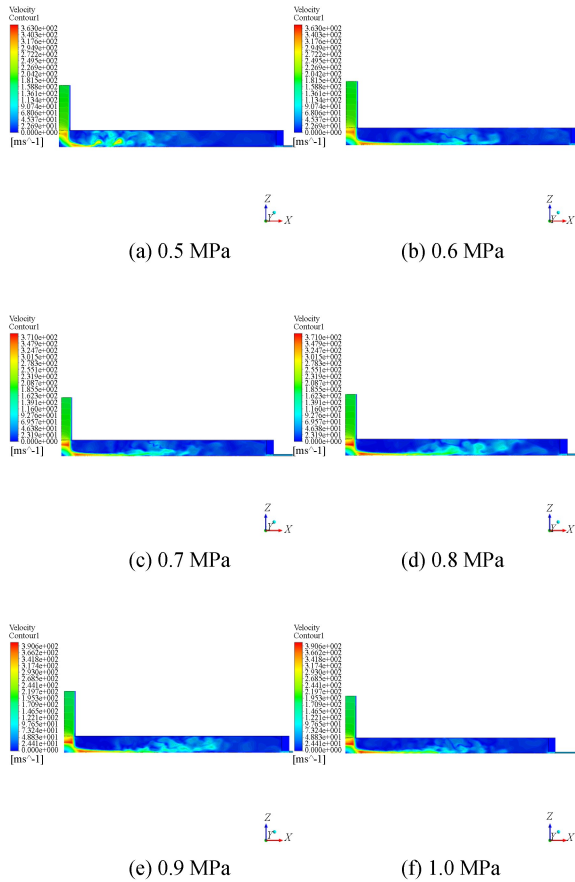 Velocity
Contour1
3.630e+002
3.403e+002
3.176e+002
2.949e+002
2.722e+002
2.495e+002
2.269e+002
2.042e+002
1.815e+002
1.588e+002
1.361e+002
1.134e+002
9.074e+001
6.806e+001
4.537e+001
2.269e+001
0.000e+000
[ms^-1]
Z
Y
X
(a) 0.5 MPa
Velocity
Contour1
3.630e+002
3.403e+002
3.176e+002
2.949e+002
2.722e+002
2.495e+002
2.269e+002
2.042e+002
1.815e+002
1.588e+002
1.361e+002
1.134e+002
9.074e+001
6.806e+001
4.537e+001
2.269e+001
0.000e+000
[ms^-1]
Z
Y
X
(b) 0.6 MPa
Velocity
Contour1
3.710e+002
3.479e+002
3.247e+002
3.015e+002
2.783e+002
2.551e+002
2.319e+002
2.087e+002
1.855e+002
1.623e+002
1.391e+002
1.160e+002
9.276e+001
6.957e+001
4.638e+001
2.319e+001
0.000e+000
[ms^-1]
Z
Y
X
(c) 0.7 MPa
Velocity
Contour1
3.710e+002
3.479e+002
3.247e+002
3.015e+002
2.783e+002
2.551e+002
2.319e+002
2.087e+002
1.855e+002
1.623e+002
1.391e+002
1.160e+002
9.276e+001
6.957e+001
4.638e+001
2.319e+001
0.000e+000
[ms^-1]
Z
Y
X
(d) 0.8 MPa
Velocity
Contour1
3.906e+002
3.662e+002
3.418e+002
3.174e+002
2.930e+002
2.685e+002
2.441e+002
2.197e+002
1.953e+002
1.709e+002
1.465e+002
1.221e+002
9.765e+001
7.324e+001
4.883e+001
2.441e+001
0.000e+000
[ms^-1]
Z
Y
X
(e) 0.9 MPa
Velocity
Contour1
3.906e+002
3.662e+002
3.418e+002
3.174e+002
2.930e+002
2.685e+002
2.441e+002
2.197e+002
1.953e+002
1.709e+002
1.465e+002
1.221e+002
9.765e+001
7.324e+001
4.883e+001
2.441e+001
0.000e+000
[ms^-1]
Z
Y
X
(f) 1.0 MPa